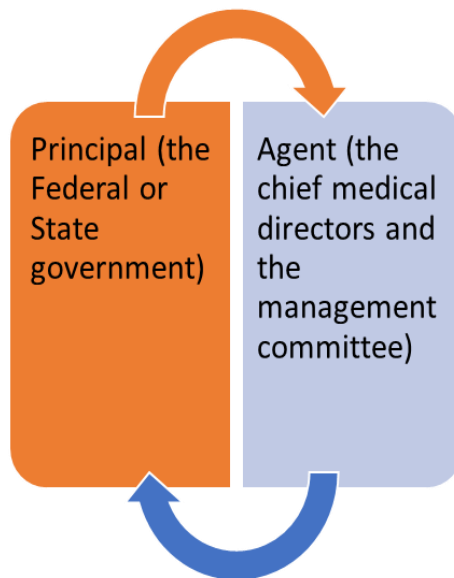 Principal (the
Federal or
State
government)
Agent (the
chief medical
directors and
the
management
committee)